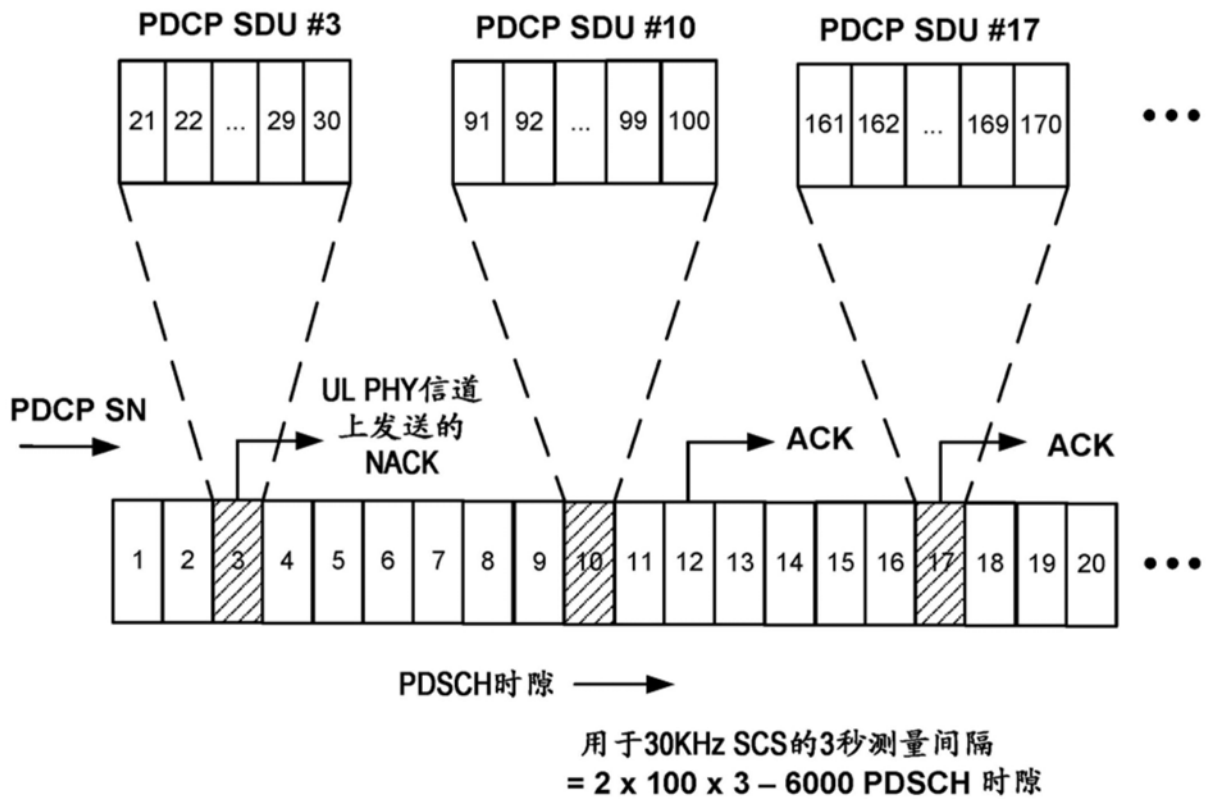 PDCP SDU #3 PDCP SDU #10 PDCP SDU #17
21 22 ... 29 30 91 92 ... 99 100 161 162 ... 169 170 •••
PDCP SN
UL PHY信道
上发送的
NACK
ACK
ACK
1 2 3 4 5 6 7 8 9 10 11 12 13 14 15 16 17 18 19 20 •••
PDSCH时隙
用于30KHz SCS的3秒测量间隔
= 2 x 100 x 3 – 6000 PDSCH 时隙